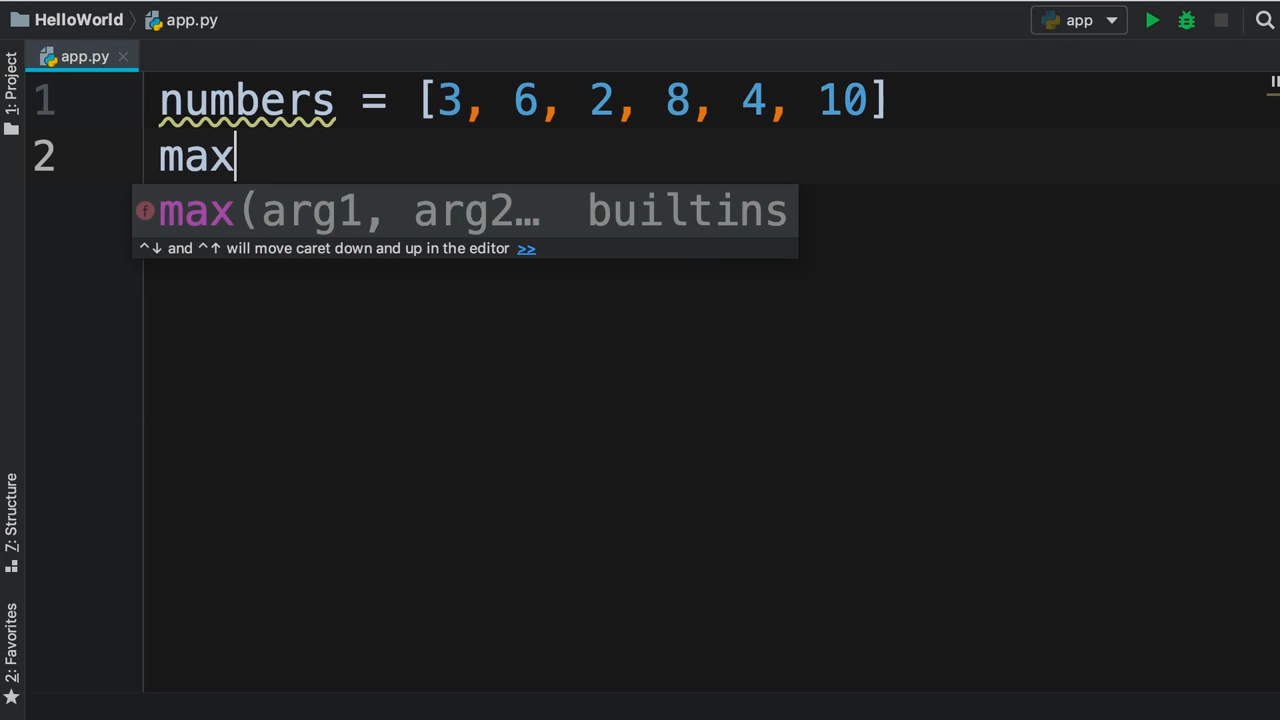 HelloWorld app.py app
app.py
1: Project
1 numbers = [3, 6, 2, 8, 4, 10]
2 max
f max(arg1, arg2… builtins
^↓ and ^↑ will move caret down and up in the editor >>
7: Structure
2: Favorites